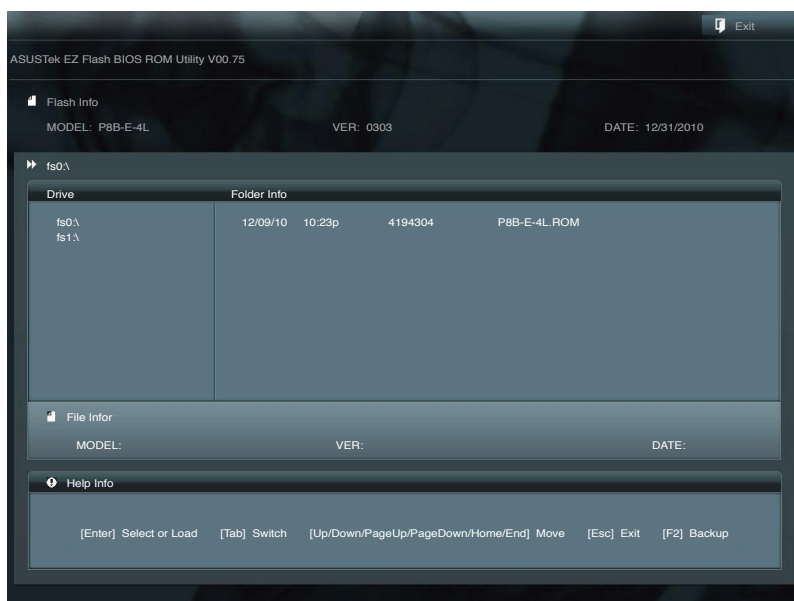 Exit
ASUSTek EZ Flash BIOS ROM Utility V00.75
Flash Info
MODEL: P8B-E-4L VER: 0303 DATE: 12/31/2010
fs0:\
Drive Folder Info
fs0:\ 12/09/10 10:23p 4194304 P8B-E-4L.ROM
fs1:\
File Infor
MODEL: VER: DATE:
Help Info
[Enter] Select or Load [Tab] Switch [Up/Down/PageUp/PageDown/Home/End] Move [Esc] Exit [F2] Backup